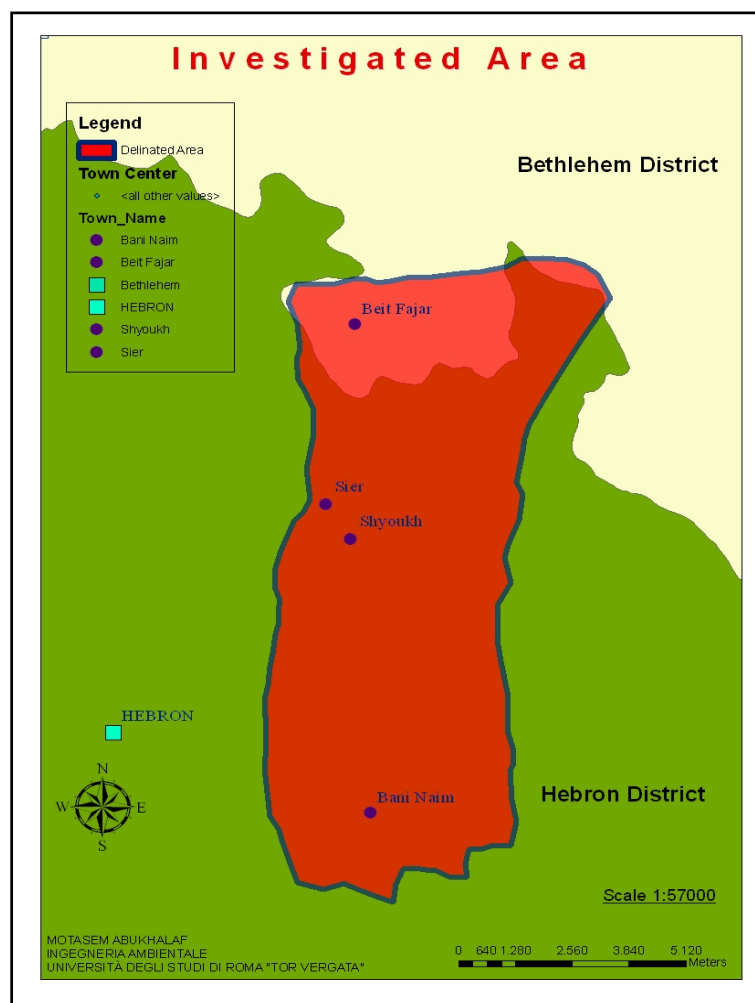 Investigated Area
Legend
Delinated Area
Town Center
<all other values>
Town_Name
Bani Naim
Beit Fajar
Bethlehem
HEBRON
Shyoukh
Sier
Bethlehem District
Beit Fajar
Sier
Shyoukh
HEBRON
N
W E
S
Bani Naim
Hebron District
Scale 1:57000
MOTASEM ABUKHALAF
INGEGNERIA AMBIENTALE
UNIVERSITÀ DEGLI STUDI DI ROMA "TOR VERGATA"
0 640 1.280 2.560 3.840 5.120
Meters